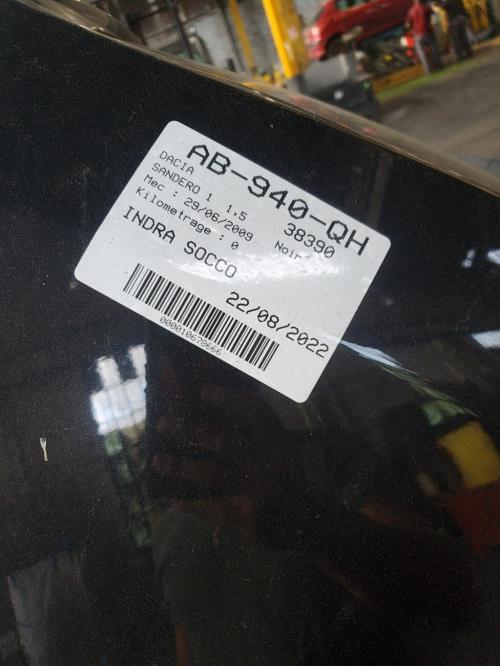 AB-940-QH
DACIA
SANDERO 1 1,5 38390
Mec : 29/06/2009 Noir
Kilometrage : 0
INDRA SOCCO
22/08/2022
000010678666